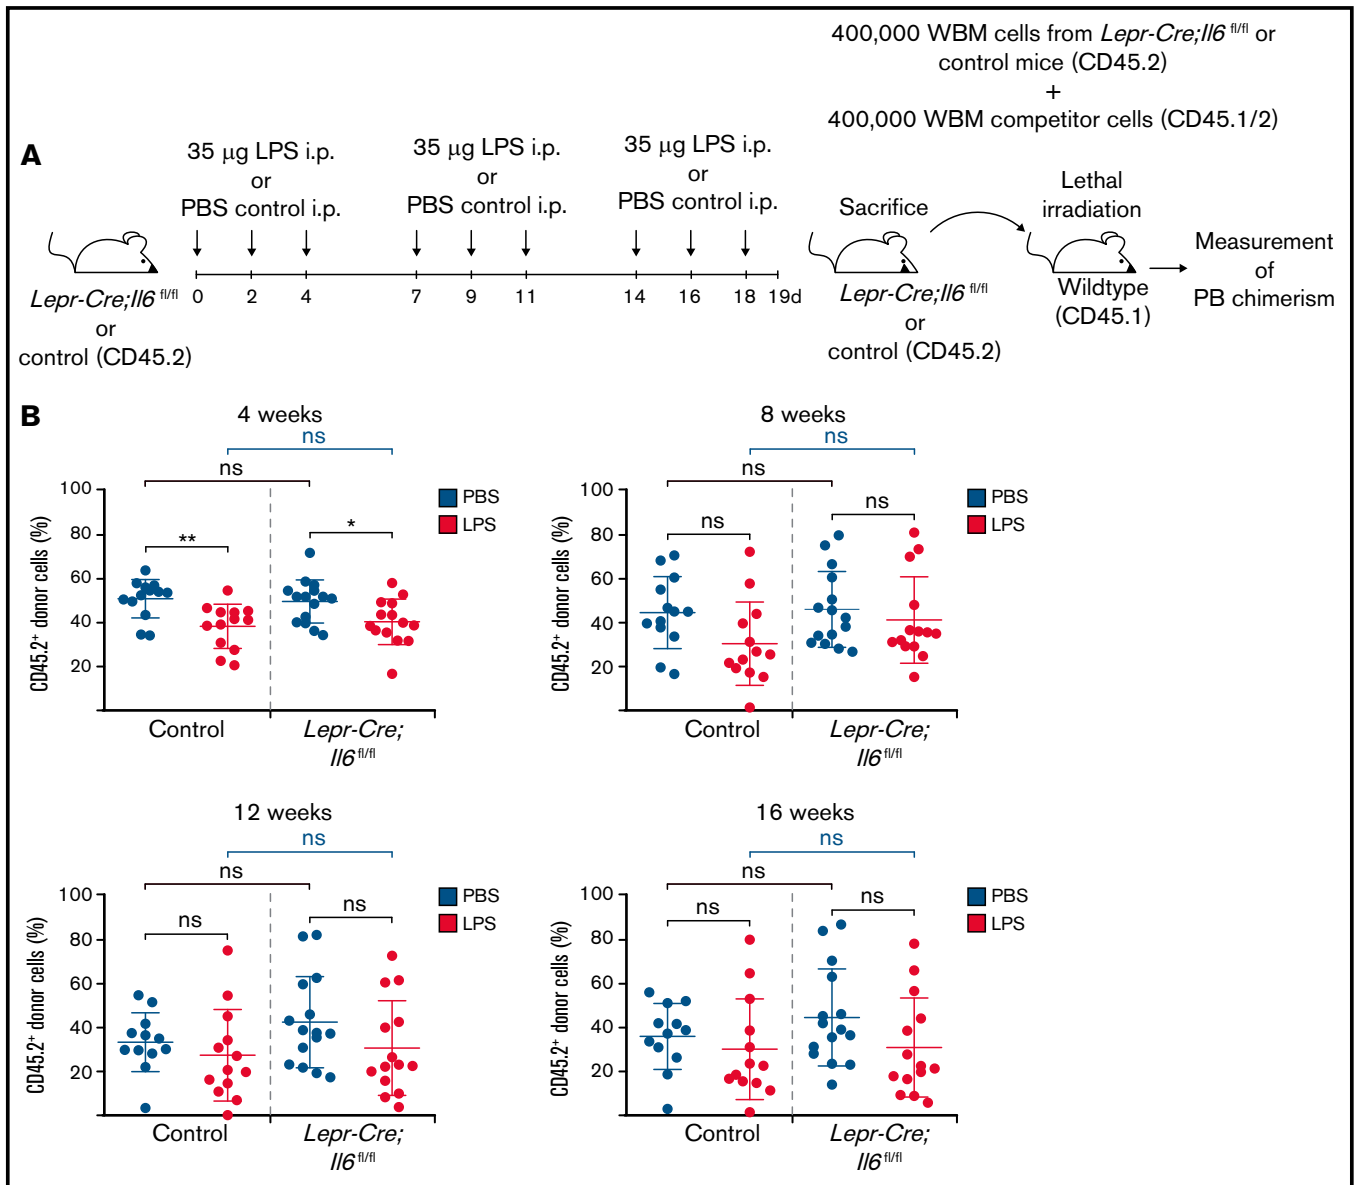 400,000 WBM cells from Lepr-Cre;Il6 fl/fl or
control mice (CD45.2)
+
400,000 WBM competitor cells (CD45.1/2)
A
35 µg LPS i.p.
or
PBS control i.p.
35 µg LPS i.p.
or
PBS control i.p.
35 µg LPS i.p.
or
PBS control i.p.
Sacrifice
Lethal
irradiation
Measurement
of
PB chimerism
0 2 4 7 9 11 14 16 18 19d
Lepr-Cre;Il6 fl/fl
or
control (CD45.2)
Lepr-Cre;Il6 fl/fl
or
control (CD45.2)
Wildtype
(CD45.1)
B
4 weeks
ns
ns
** *
CD45.2+ donor cells (%)
100
80
60
40
20
PBS
LPS
Control
Lepr-Cre;
Il6 fl/fl
8 weeks
ns
ns
ns
ns
CD45.2+ donor cells (%)
100
80
60
40
20
PBS
LPS
Control
Lepr-Cre;
Il6 fl/fl
12 weeks
ns
ns
ns
ns
CD45.2+ donor cells (%)
100
80
60
40
20
PBS
LPS
Control
Lepr-Cre;
Il6 fl/fl
16 weeks
ns
ns
ns
ns
CD45.2+ donor cells (%)
100
80
60
40
20
PBS
LPS
Control
Lepr-Cre;
Il6 fl/fl